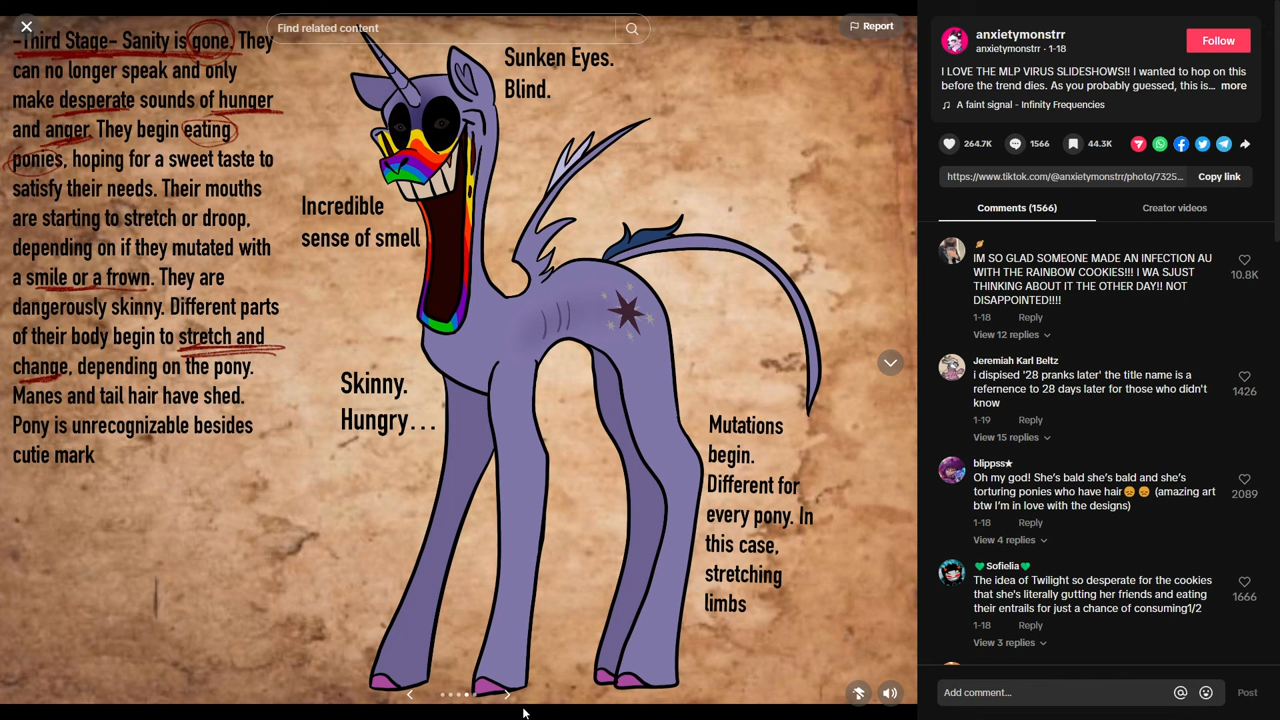 Find related content
Report
-Third Stage- Sanity is gone. They
can no longer speak and only
make desperate sounds of hunger
and anger. They begin eating
ponies, hoping for a sweet taste to
satisfy their needs. Their mouths
are starting to stretch or droop,
depending on if they mutated with
a smile or a frown. They are
dangerously skinny. Different parts
of their body begin to stretch and
change, depending on the pony.
Manes and tail hair have shed.
Pony is unrecognizable besides
cutie mark
Sunken Eyes.
Blind.
Incredible
sense of smell
Skinny.
Hungry...
Mutations
begin.
Different for
every pony. In
this case,
stretching
limbs
anxietymonstrr
anxietymonstrr · 1-18
Follow
I LOVE THE MLP VIRUS SLIDESHOWS!! I wanted to hop on this
before the trend dies. As you probably guessed, this is... more
A faint signal - Infinity Frequencies
264.7K
1566
44.3K
https://www.tiktok.com/@anxietymonstrr/photo/7325...
Copy link
Comments (1566)
Creator videos
IM SO GLAD SOMEONE MADE AN INFECTION AU
WITH THE RAINBOW COOKIES!!! I WA SJUST
THINKING ABOUT IT THE OTHER DAY!! NOT
DISAPPOINTED!!!!
10.8K
1-18 Reply
View 12 replies
Jeremiah Karl Beltz
i dispised '28 pranks later' the title name is a
refernence to 28 days later for those who didn't
know
1426
1-19 Reply
View 15 replies
blippss★
Oh my god! She's bald she's bald and she's
torturing ponies who have hair😡😡 (amazing art
btw I'm in love with the designs)
2089
1-18 Reply
View 4 replies
💚Sofielia💚
The idea of Twilight so desperate for the cookies
that she's literally gutting her friends and eating
their entrails for just a chance of consuming1/2
1666
1-18 Reply
View 3 replies
Add comment...
Post